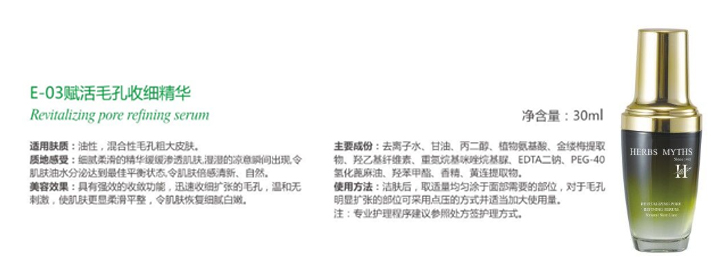 E-03赋活毛孔收细精华
Revitalizing pore refining serum
净含量：30ml
适用肤质：油性，混合性毛孔粗大皮肤。
质地感受：细腻柔滑的精华缓缓渗透肌肤,湿湿的凉意瞬间出现,令
肌肤油水分泌达到最佳平衡状态,令肌肤倍感清新、自然。
美容效果：具有强效的收敛功能，迅速收细扩张的毛孔，温和无
刺激，使肌肤更显柔滑平整，令肌肤恢复细腻白嫩。
主要成份：去离子水、甘油、丙二醇、植物氨基酸、金缕梅提取
物、羟乙基纤维素、重氮烷基咪唑烷基脲、EDTA二钠、PEG-40
氢化蓖麻油、羟苯甲酯、香精、黄连提取物。
使用方法：洁肤后，取适量均匀涂于面部需要的部位，对于毛孔
明显扩张的部位可采用点压的方式并适当加大使用量。
注：专业护理程序建议参照处方签护理方式。
HERBS MYTHS
H
REVITALIZING PORE
REFINING SERUM